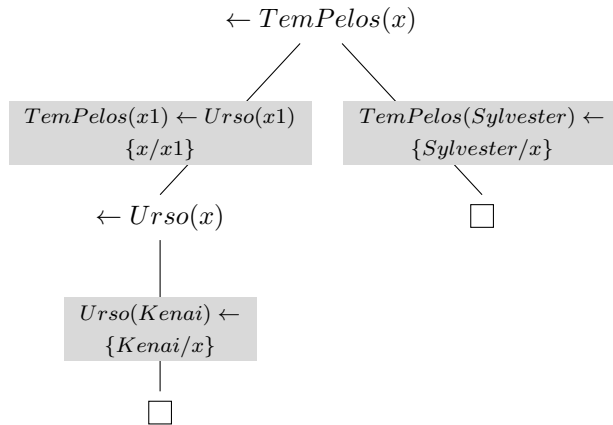 ← TemPelos(x)
TemPelos(x1) ← Urso(x1)
{x/x1}
TemPelos(Sylvester) ←
{Sylvester/x}
← Urso(x)
□
Urso(Kenai) ←
{Kenai/x}
□